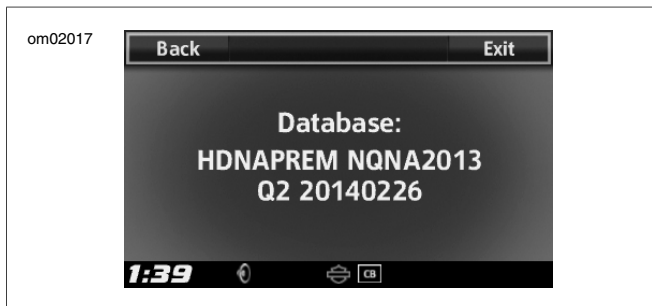 om02017
Back Exit
Database:
HDNAPREM NQNA2013
Q2 20140226
1:39 CB